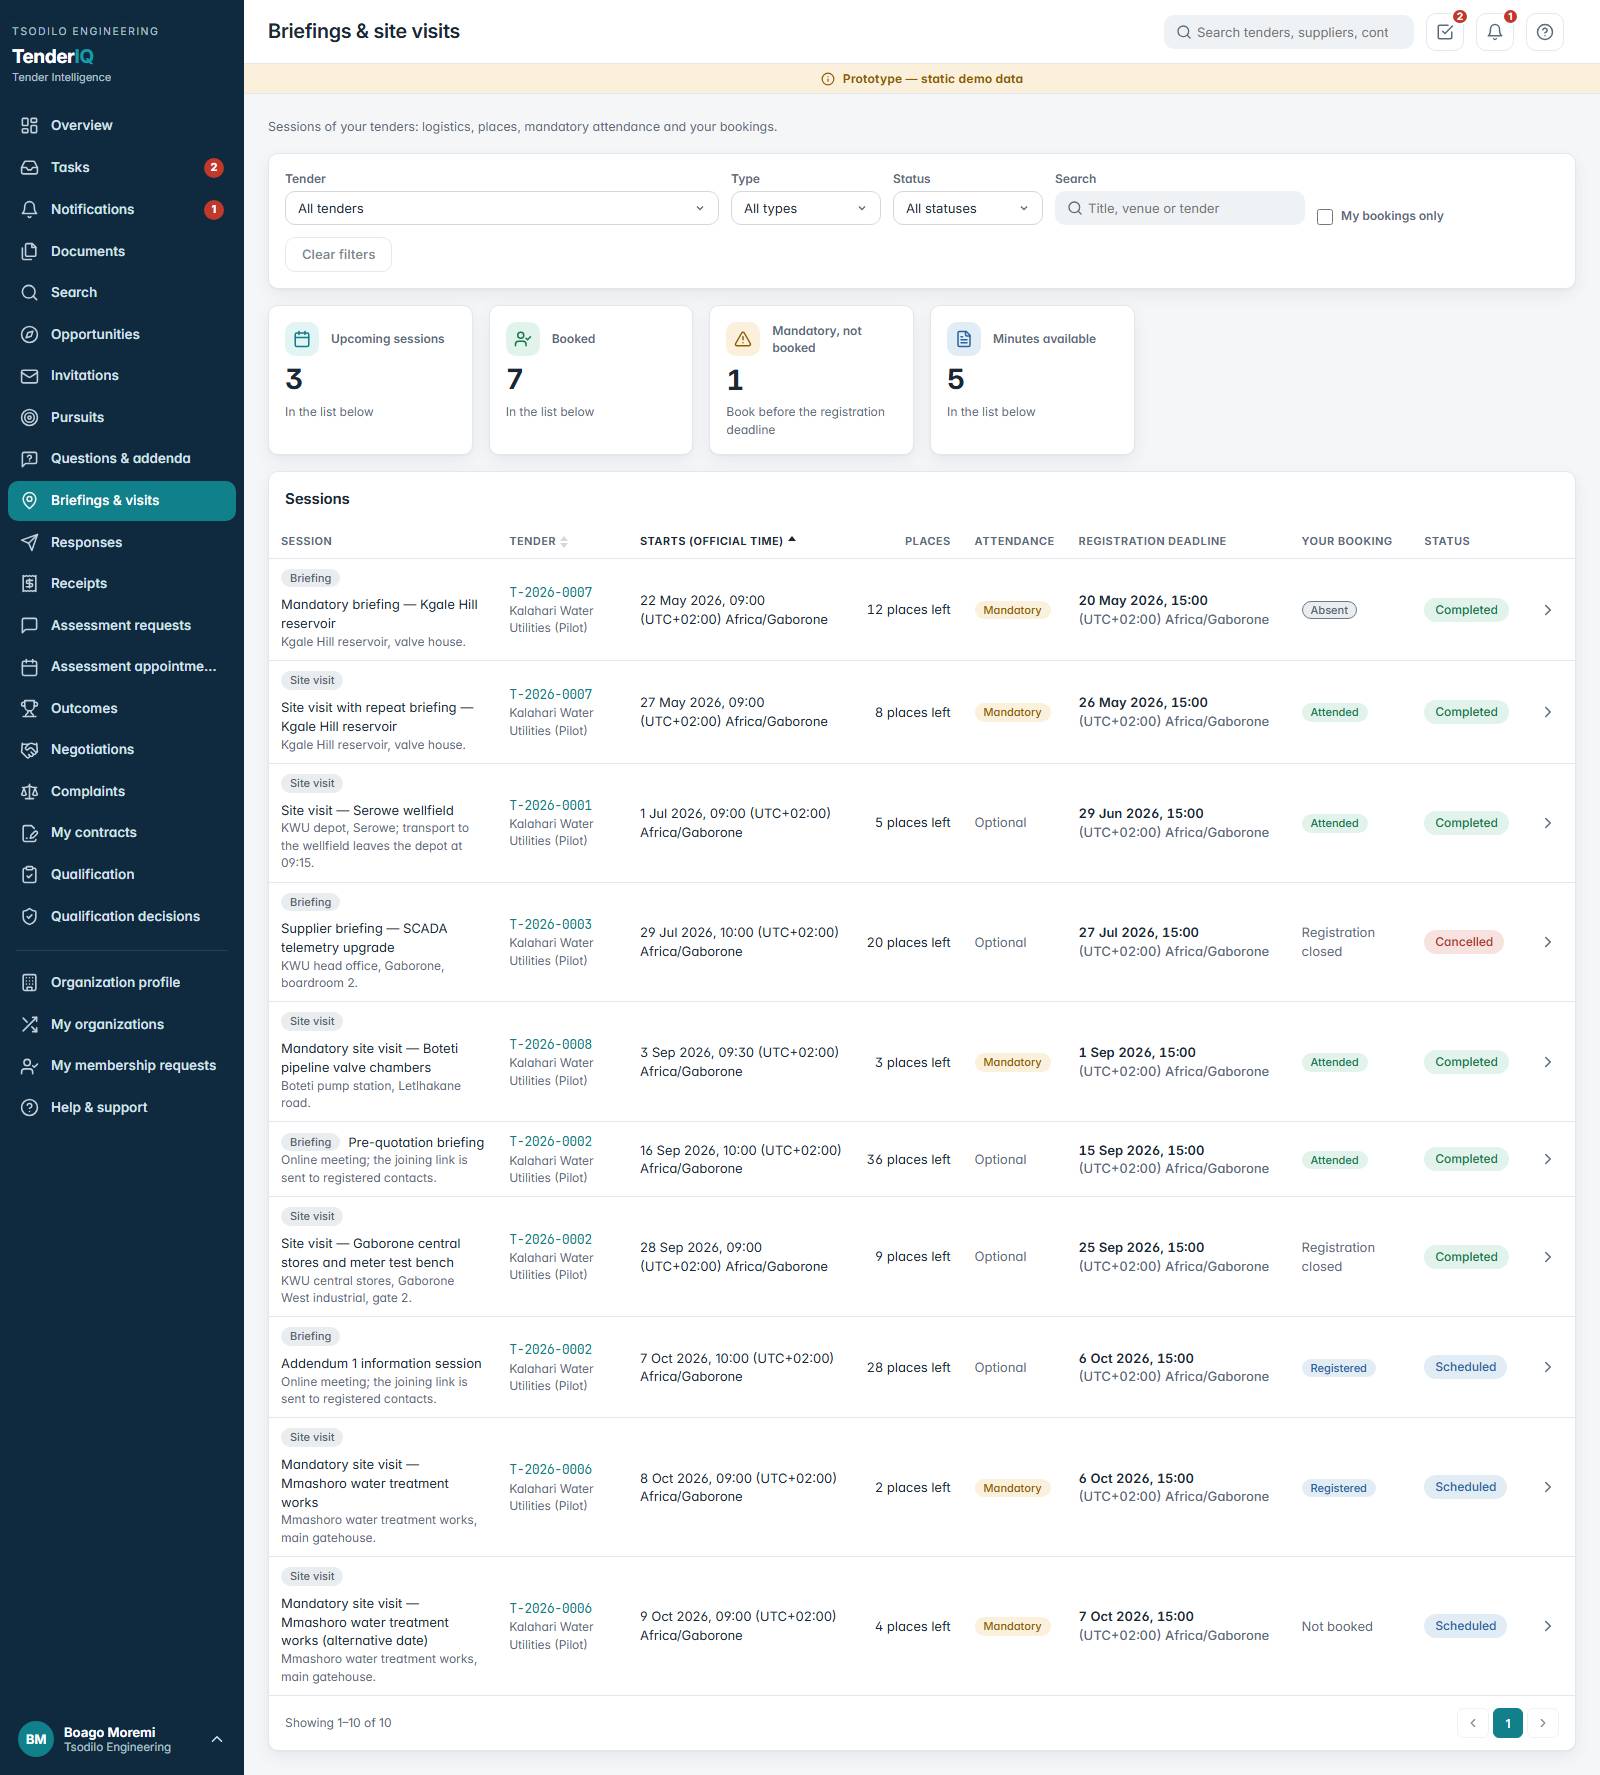 TSODILO ENGINEERING
TenderIQ
Tender Intelligence
Overview
Tasks 2
Notifications 1
Documents
Search
Opportunities
Invitations
Pursuits
Questions & addenda
Briefings & visits
Responses
Receipts
Assessment requests
Assessment appointme...
Outcomes
Negotiations
Complaints
My contracts
Qualification
Qualification decisions
Organization profile
My organizations
My membership requests
Help & support
BM
Boago Moremi
Tsodilo Engineering
Briefings & site visits
Search tenders, suppliers, cont
2
1
Prototype — static demo data
Sessions of your tenders: logistics, places, mandatory attendance and your bookings.
Tender
All tenders
Type
All types
Status
All statuses
Search
Title, venue or tender
My bookings only
Clear filters
Upcoming sessions
3
In the list below
Booked
7
In the list below
Mandatory, not
booked
1
Book before the registration
deadline
Minutes available
5
In the list below
Sessions
SESSION TENDER STARTS (OFFICIAL TIME) PLACES ATTENDANCE REGISTRATION DEADLINE YOUR BOOKING STATUS
Briefing
Mandatory briefing — Kgale Hill
reservoir
Kgale Hill reservoir, valve house.
T-2026-0007
Kalahari Water
Utilities (Pilot)
22 May 2026, 09:00
(UTC+02:00) Africa/Gaborone
12 places left
Mandatory
20 May 2026, 15:00
(UTC+02:00) Africa/Gaborone
Absent
Completed
Site visit
Site visit with repeat briefing —
Kgale Hill reservoir
Kgale Hill reservoir, valve house.
T-2026-0007
Kalahari Water
Utilities (Pilot)
27 May 2026, 09:00
(UTC+02:00) Africa/Gaborone
8 places left
Mandatory
26 May 2026, 15:00
(UTC+02:00) Africa/Gaborone
Attended
Completed
Site visit
Site visit — Serowe wellfield
KWU depot, Serowe; transport to
the wellfield leaves the depot at
09:15.
T-2026-0001
Kalahari Water
Utilities (Pilot)
1 Jul 2026, 09:00 (UTC+02:00)
Africa/Gaborone
5 places left
Optional
29 Jun 2026, 15:00
(UTC+02:00) Africa/Gaborone
Attended
Completed
Briefing
Supplier briefing — SCADA
telemetry upgrade
KWU head office, Gaborone,
boardroom 2.
T-2026-0003
Kalahari Water
Utilities (Pilot)
29 Jul 2026, 10:00 (UTC+02:00)
Africa/Gaborone
20 places left
Optional
27 Jul 2026, 15:00
(UTC+02:00) Africa/Gaborone
Registration
closed
Cancelled
Site visit
Mandatory site visit — Boteti
pipeline valve chambers
Boteti pump station, Letlhakane
road.
T-2026-0008
Kalahari Water
Utilities (Pilot)
3 Sep 2026, 09:30 (UTC+02:00)
Africa/Gaborone
3 places left
Mandatory
1 Sep 2026, 15:00
(UTC+02:00) Africa/Gaborone
Attended
Completed
Briefing Pre-quotation briefing
Online meeting; the joining link is
sent to registered contacts.
T-2026-0002
Kalahari Water
Utilities (Pilot)
16 Sep 2026, 10:00 (UTC+02:00)
Africa/Gaborone
36 places left
Optional
15 Sep 2026, 15:00
(UTC+02:00) Africa/Gaborone
Attended
Completed
Site visit
Site visit — Gaborone central
stores and meter test bench
KWU central stores, Gaborone
West industrial, gate 2.
T-2026-0002
Kalahari Water
Utilities (Pilot)
28 Sep 2026, 09:00
(UTC+02:00) Africa/Gaborone
9 places left
Optional
25 Sep 2026, 15:00
(UTC+02:00) Africa/Gaborone
Registration
closed
Completed
Briefing
Addendum 1 information session
Online meeting; the joining link is
sent to registered contacts.
T-2026-0002
Kalahari Water
Utilities (Pilot)
7 Oct 2026, 10:00 (UTC+02:00)
Africa/Gaborone
28 places left
Optional
6 Oct 2026, 15:00
(UTC+02:00) Africa/Gaborone
Registered
Scheduled
Site visit
Mandatory site visit —
Mmashoro water treatment
works
Mmashoro water treatment works,
main gatehouse.
T-2026-0006
Kalahari Water
Utilities (Pilot)
8 Oct 2026, 09:00 (UTC+02:00)
Africa/Gaborone
2 places left
Mandatory
6 Oct 2026, 15:00
(UTC+02:00) Africa/Gaborone
Registered
Scheduled
Site visit
Mandatory site visit —
Mmashoro water treatment
works (alternative date)
Mmashoro water treatment works,
main gatehouse.
T-2026-0006
Kalahari Water
Utilities (Pilot)
9 Oct 2026, 09:00 (UTC+02:00)
Africa/Gaborone
4 places left
Mandatory
7 Oct 2026, 15:00
(UTC+02:00) Africa/Gaborone
Not booked
Scheduled
Showing 1–10 of 10
1